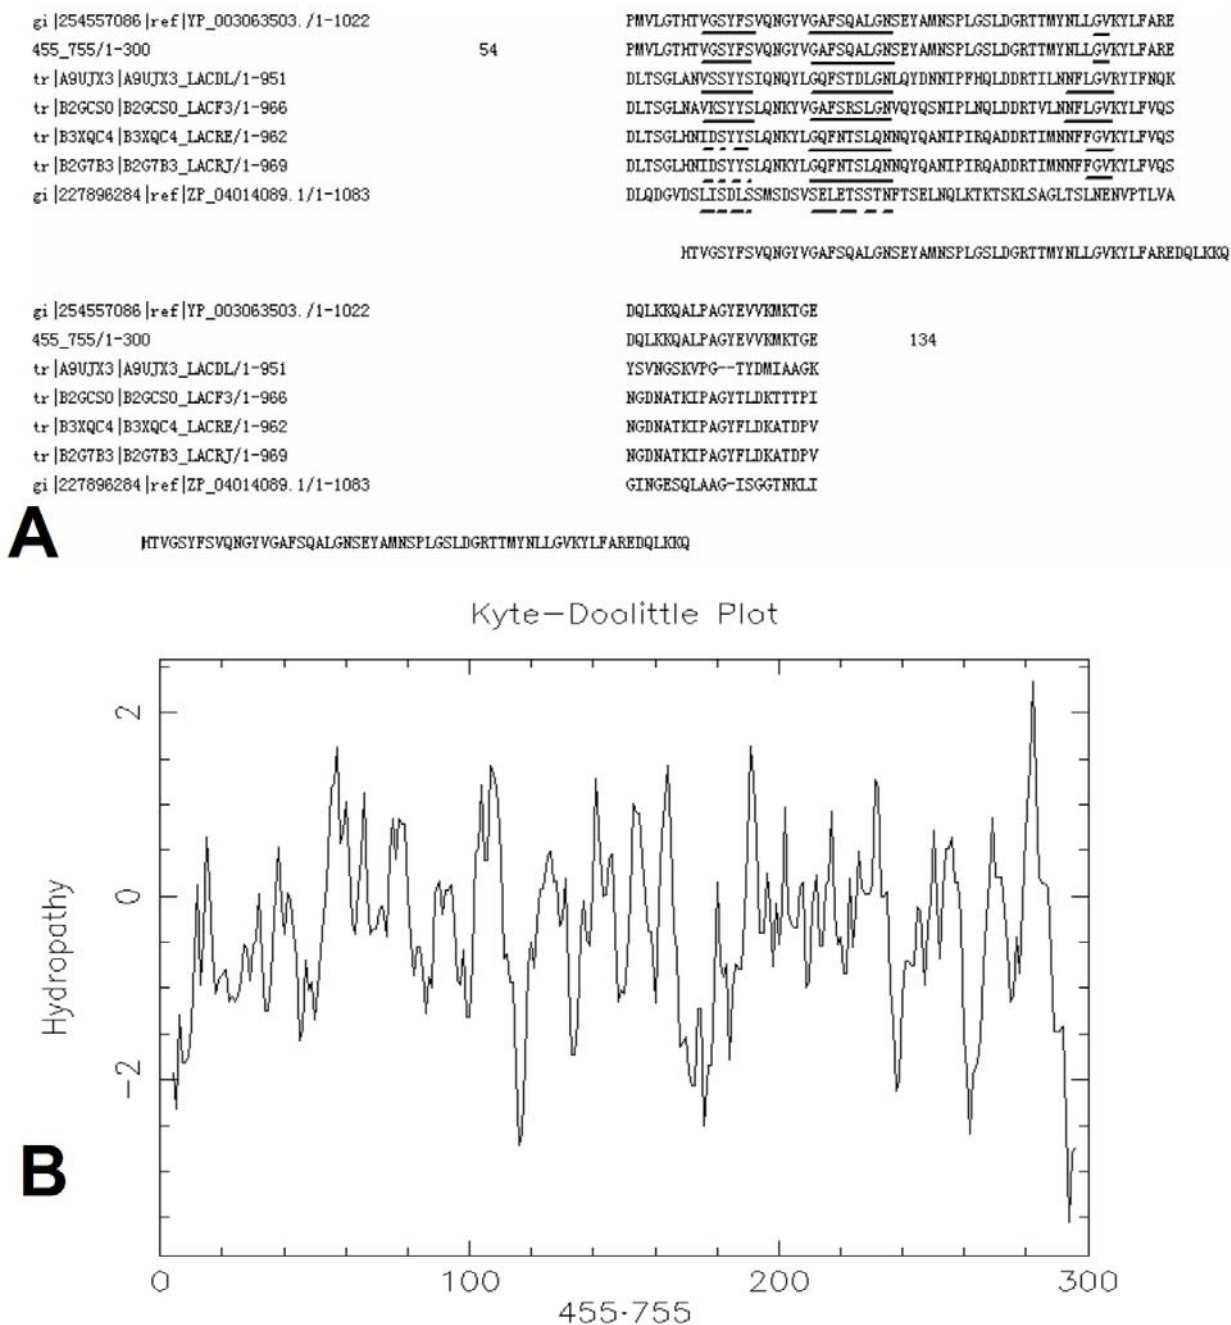 gi|254557086|ref|YP_003063503./1-1022 PMVLGTHTVGSYFSVQNGYVGAFSQALGNSEYAMNSPLGSLDGRTTMYNLLGVKYLFARE
455_755/1-300 54 PMVLGTHTVGSYFSVQNGYVGAFSQALGNSEYAMNSPLGSLDGRTTMYNLLGVKYLFARE
tr|A9UJX3|A9UJX3_LACDL/1-951 DLTSGLANVSSYYSIQNQYLGQFSTDLGNLQYDNNIPFHQLDDRTILNNFLGVRYIFNQK
tr|B2GCS0|B2GCS0_LACF3/1-966 DLTSGLNAVKSYYSLQNKYVGAFSRSLGNVQYQSNIPLNQLDDRTVLNNFLGVKYLFVQS
tr|B3XQC4|B3XQC4_LACRE/1-962 DLTSGLHNIDSYYSLQNKYLGQFNTSLQNNQYQANIPIRQADDRTIMNNFFGVKYLFVQS
tr|B2G7B3|B2G7B3_LACRJ/1-969 DLTSGLHNIDSYYSLQNKYLGQFNTSLQNNQYQANIPIRQADDRTIMNNFFGVKYLFVQS
gi|227896284|ref|ZP_04014089.1/1-1083 DLQDGVDSLISDLSSMSDSVSELETSSTNFTSELNQLKTKTSKLSAGLTSLNENVPTLVA
HTVGSYFSVQNGYVGAFSQALGNSEYAMNSPLGSLDGRTTMYNLLGVKYLFAREDQLKKQ
gi|254557086|ref|YP_003063503./1-1022 DQLKKQALPAGYEVVKMKTGE
455_755/1-300 DQLKKQALPAGYEVVKMKTGE 134
tr|A9UJX3|A9UJX3_LACDL/1-951 YSVNGSKVPG--TYDMIAAGK
tr|B2GCS0|B2GCS0_LACF3/1-966 NGDNATKIPAGYTLDKTTTPI
tr|B3XQC4|B3XQC4_LACRE/1-962 NGDNATKIPAGYFLDKATDPV
tr|B2G7B3|B2G7B3_LACRJ/1-969 NGDNATKIPAGYFLDKATDPV
gi|227896284|ref|ZP_04014089.1/1-1083 GINGESQLAAG-ISGGTNKLI
A
HTVGSYFSVQNGYVGAFSQALGNSEYAMNSPLGSLDGRTTMYNLLGVKYLFAREDQLKKQ
Kyte-Doolittle Plot
2
0
-2
Hydropathy
B
0 100 200 300
455-755